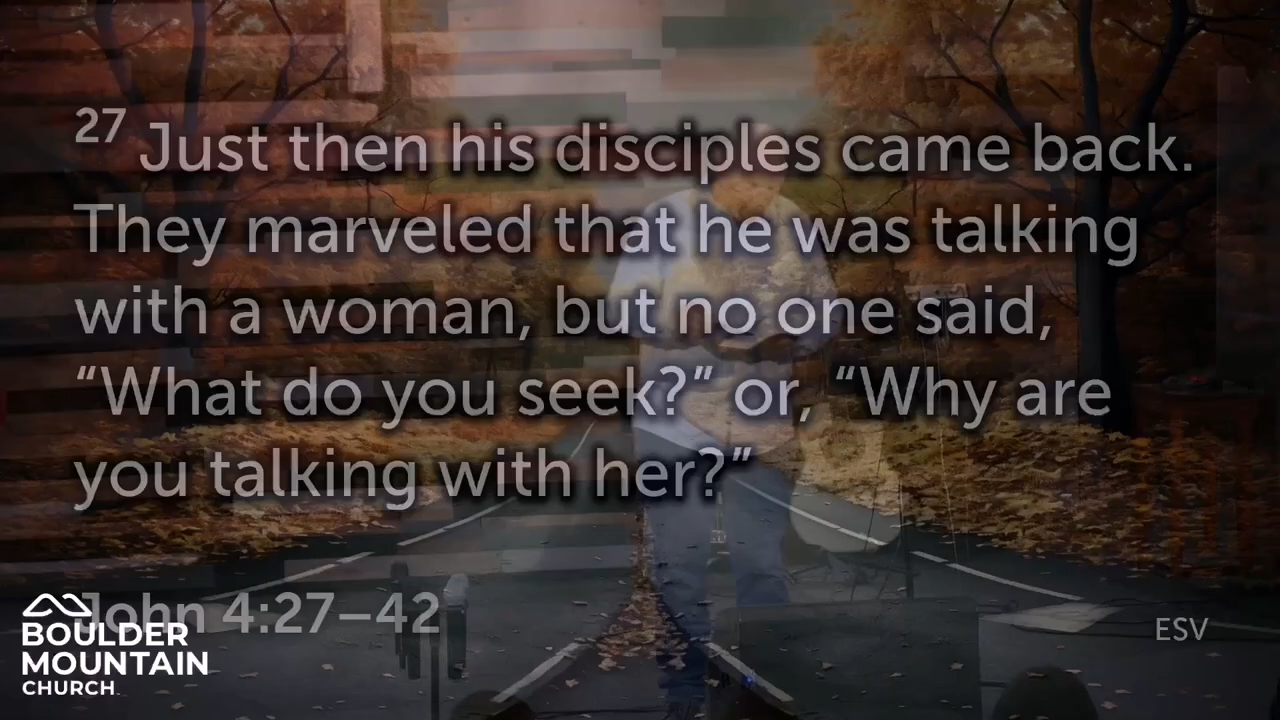 27 Just then his disciples came back.
They marveled that he was talking
with a woman, but no one said,
“What do you seek?” or, “Why are
you talking with her?”
John 4:27–42
ESV
BOULDER
MOUNTAIN
CHURCH